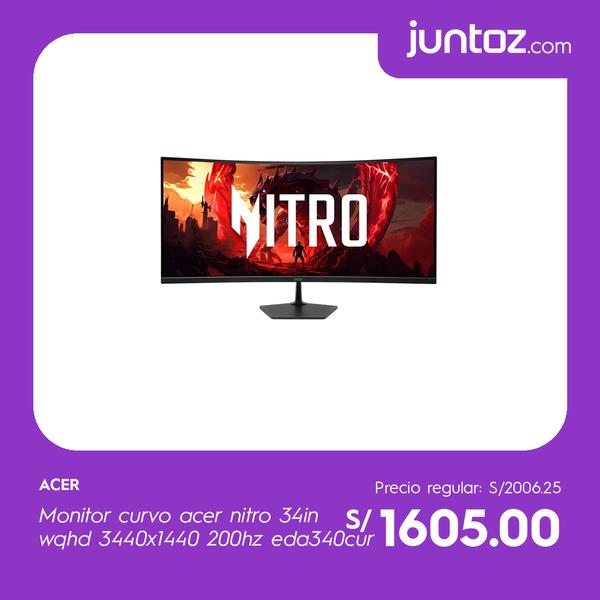 juntoz.com
NITRO
ACER
Precio regular: S/2006.25
Monitor curvo acer nitro 34in
wqhd 3440x1440 200hz eda340cur
S/1605.00